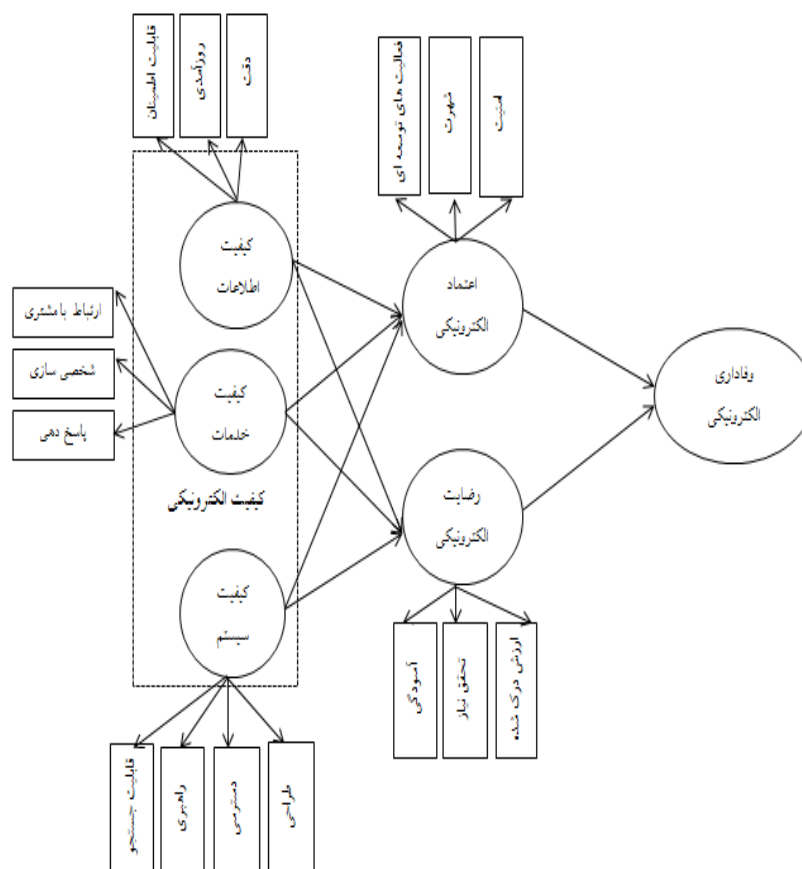 قابلیت اطمینان
روزآمدی
دقت
فعالیت های توسعه ای
شهرت
امنیت
کیفیت
اطلاعات
اعتماد
الکترونیکی
ارتباط با مشتری
شخصی سازی
پاسخ دهی
کیفیت
خدمات
کیفیت الکترونیکی
وفاداری
الکترونیکی
رضایت
الکترونیکی
کیفیت
سیستم
آسودگی
تحقق نیاز
ارزش درک شده
قابلیت جستجو
راهبری
دسترسی
طراحی